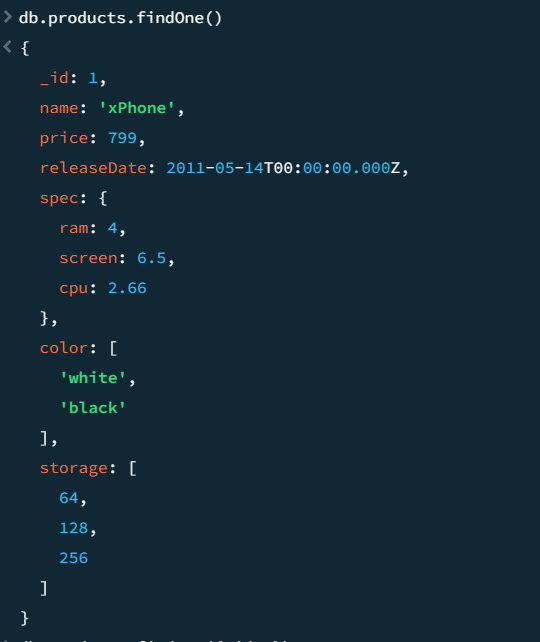 > db.products.findOne()
< {
_id: 1,
name: 'xPhone',
price: 799,
releaseDate: 2011-05-14T00:00:00.000Z,
spec: {
ram: 4,
screen: 6.5,
cpu: 2.66
},
color: [
'white',
'black'
],
storage: [
64,
128,
256
]
}